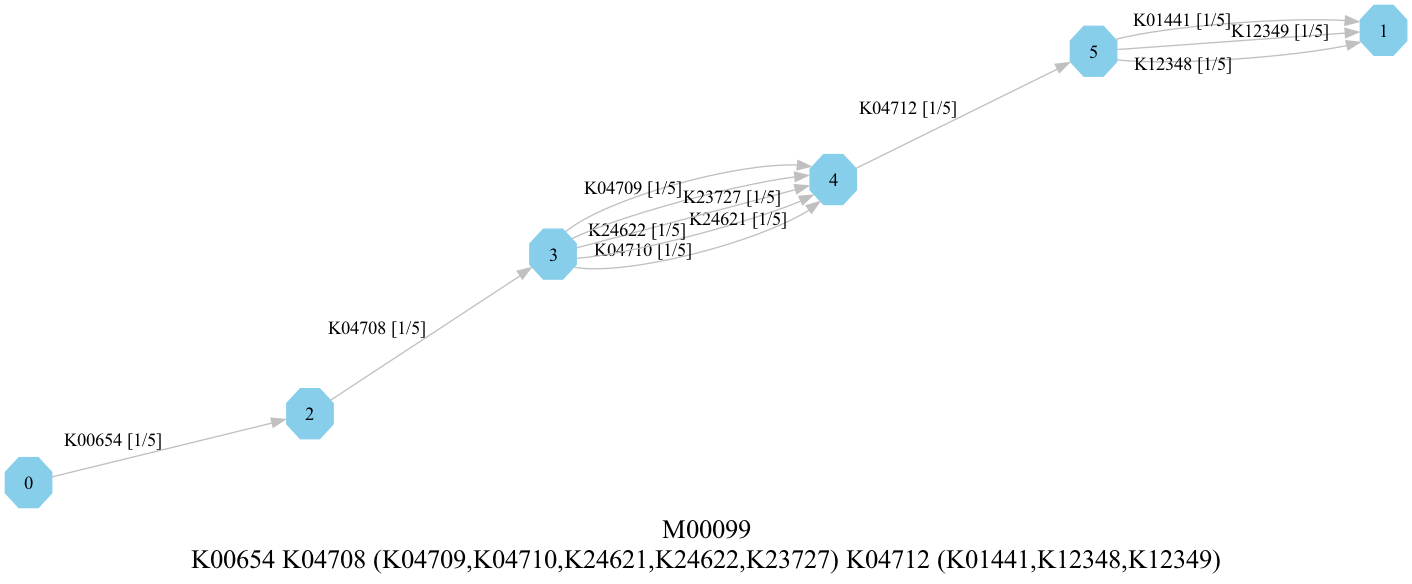 K01441 [1/5]
K12349 [1/5]
1
5
K12348 [1/5]
K04712 [1/5]
4
K04709 [1/5]
K23727 [1/5]
K24621 [1/5]
K24622 [1/5]
K04710 [1/5]
3
K04708 [1/5]
2
K00654 [1/5]
0
M00099
K00654 K04708 (K04709,K04710,K24621,K24622,K23727) K04712 (K01441,K12348,K12349)